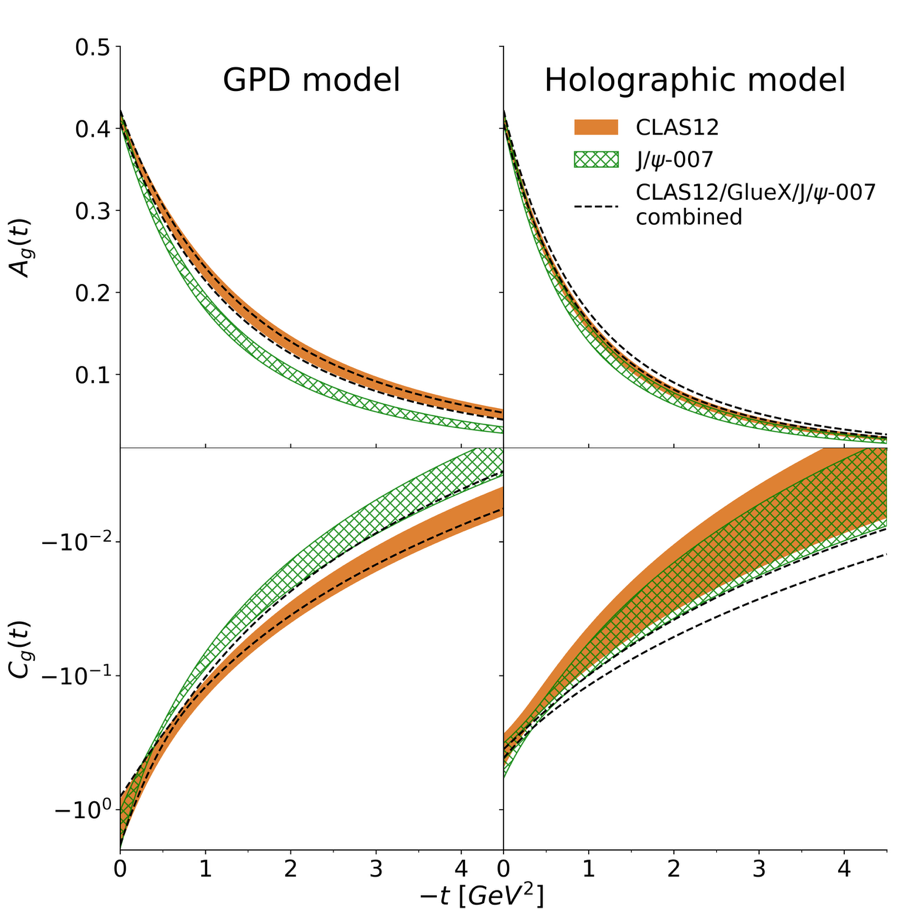 GPD model
Holographic model
CLAS12
J/ψ-007
CLAS12/GlueX/J/ψ-007
combined
0.5
0.4
0.3
0.2
0.1
A_g(t)
−10^{-2}
−10^{-1}
−10^{0}
C_g(t)
0 1 2 3 4 0 1 2 3 4
−t [GeV^2]